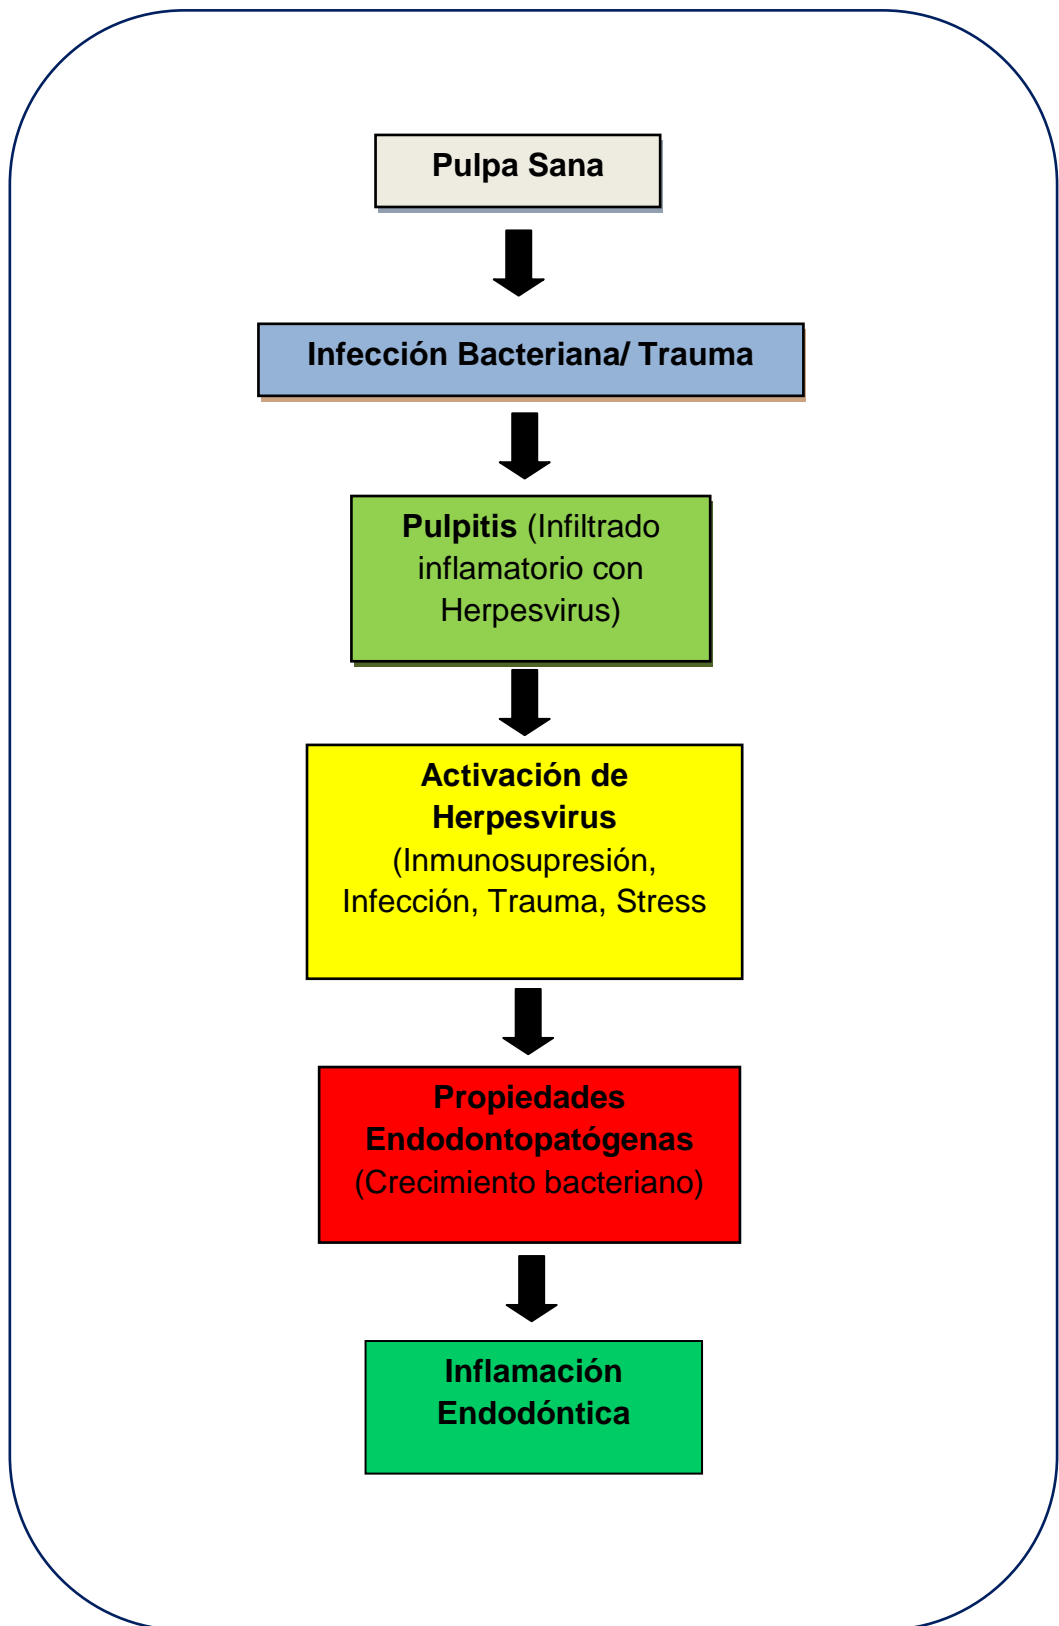 Pulpa Sana
Infección Bacteriana/ Trauma
Pulpitis (Infiltrado
inflamatorio con
Herpesvirus)
Activación de
Herpesvirus
(Inmunosupresión,
Infección, Trauma, Stress
Propiedades
Endodontopatógenas
(Crecimiento bacteriano)
Inflamación
Endodóntica